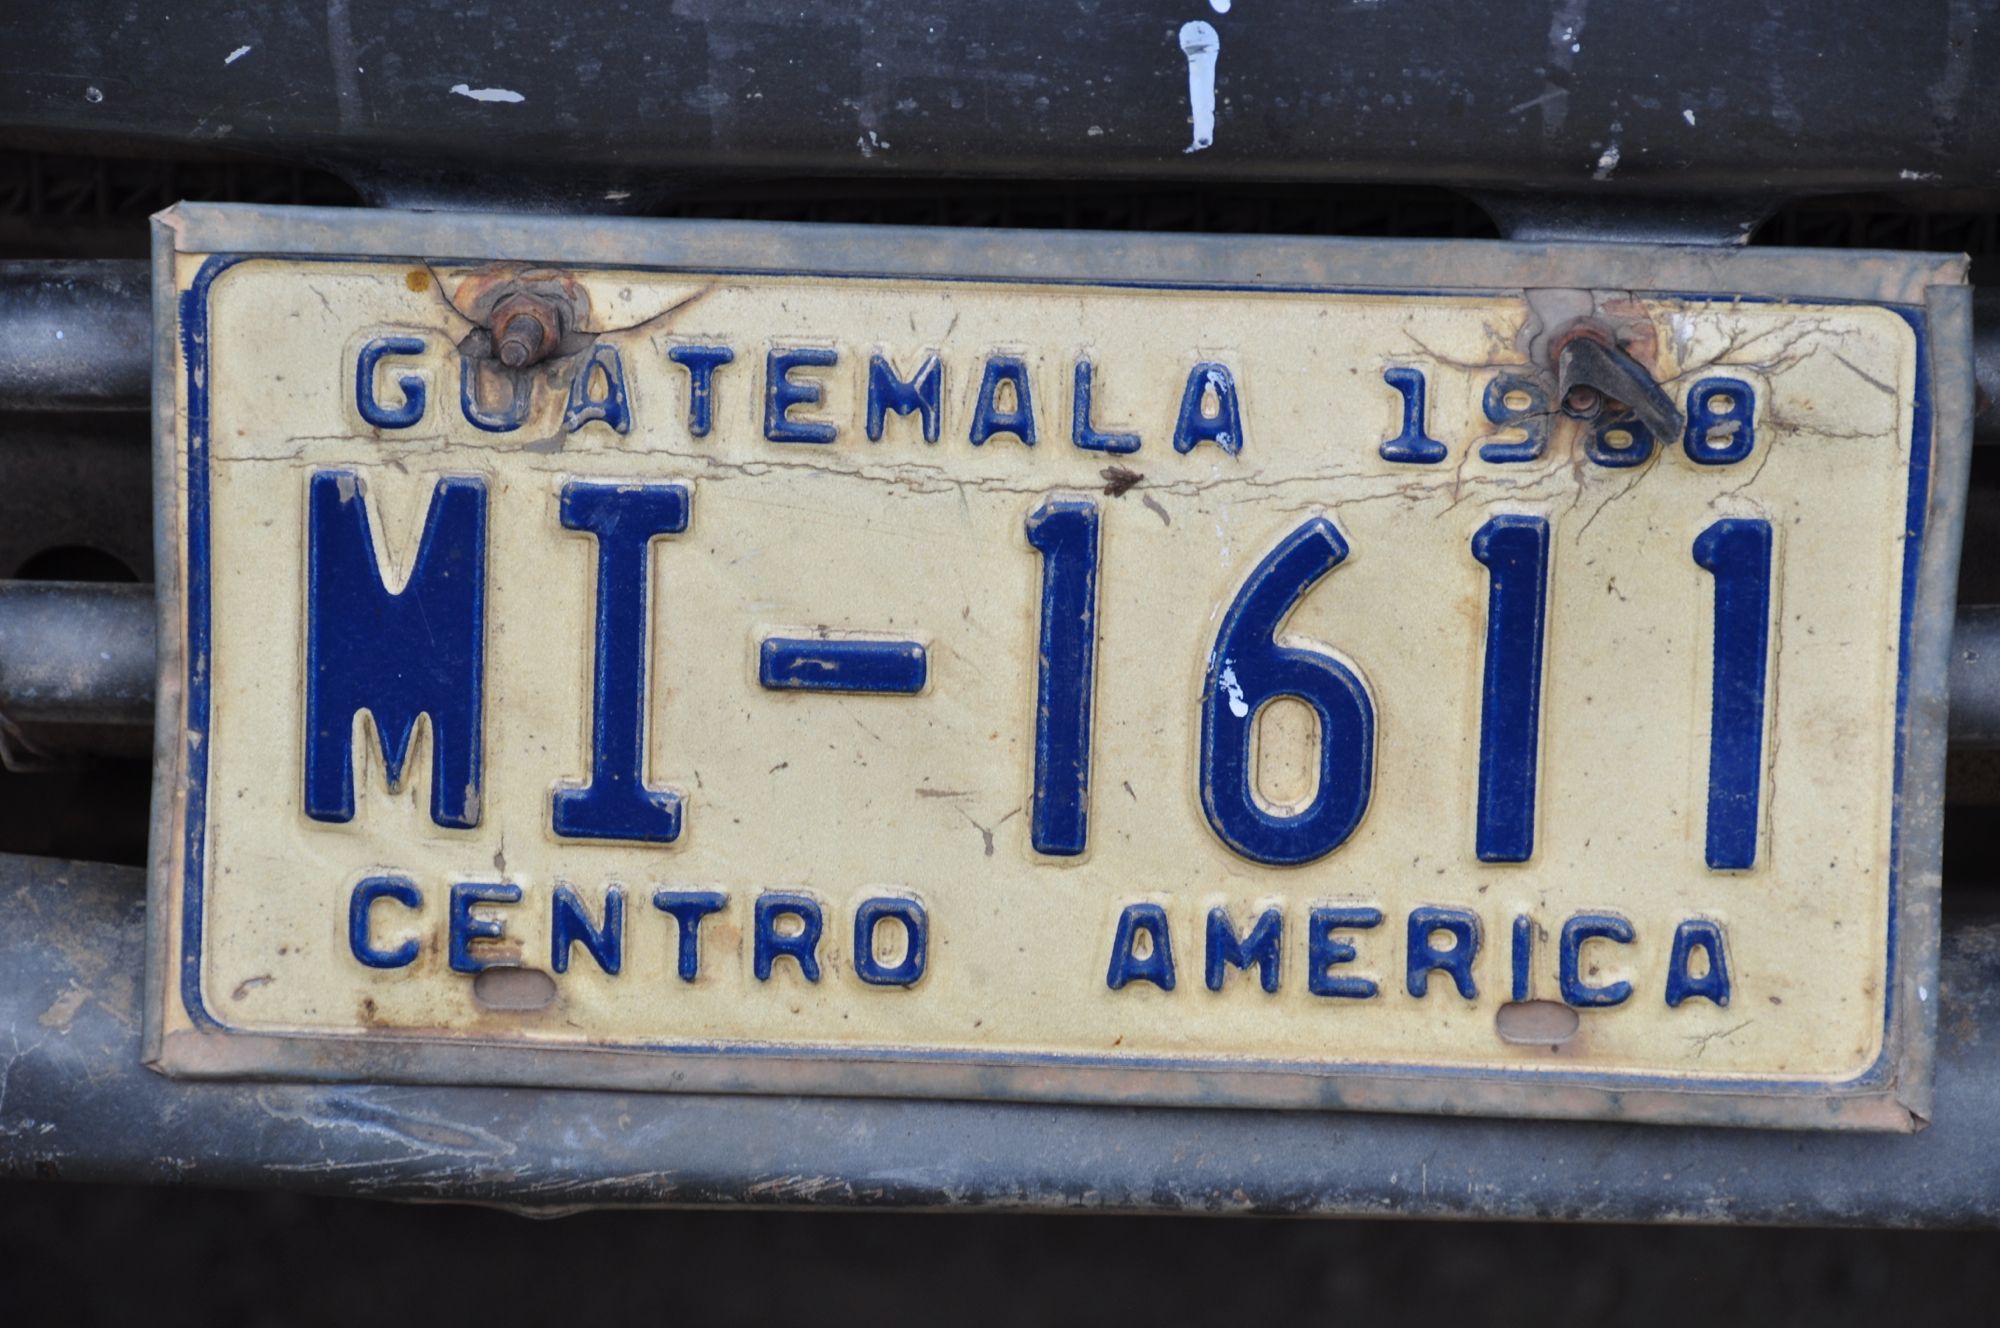 GUATEMALA 1988
MI-1611
CENTRO AMERICA